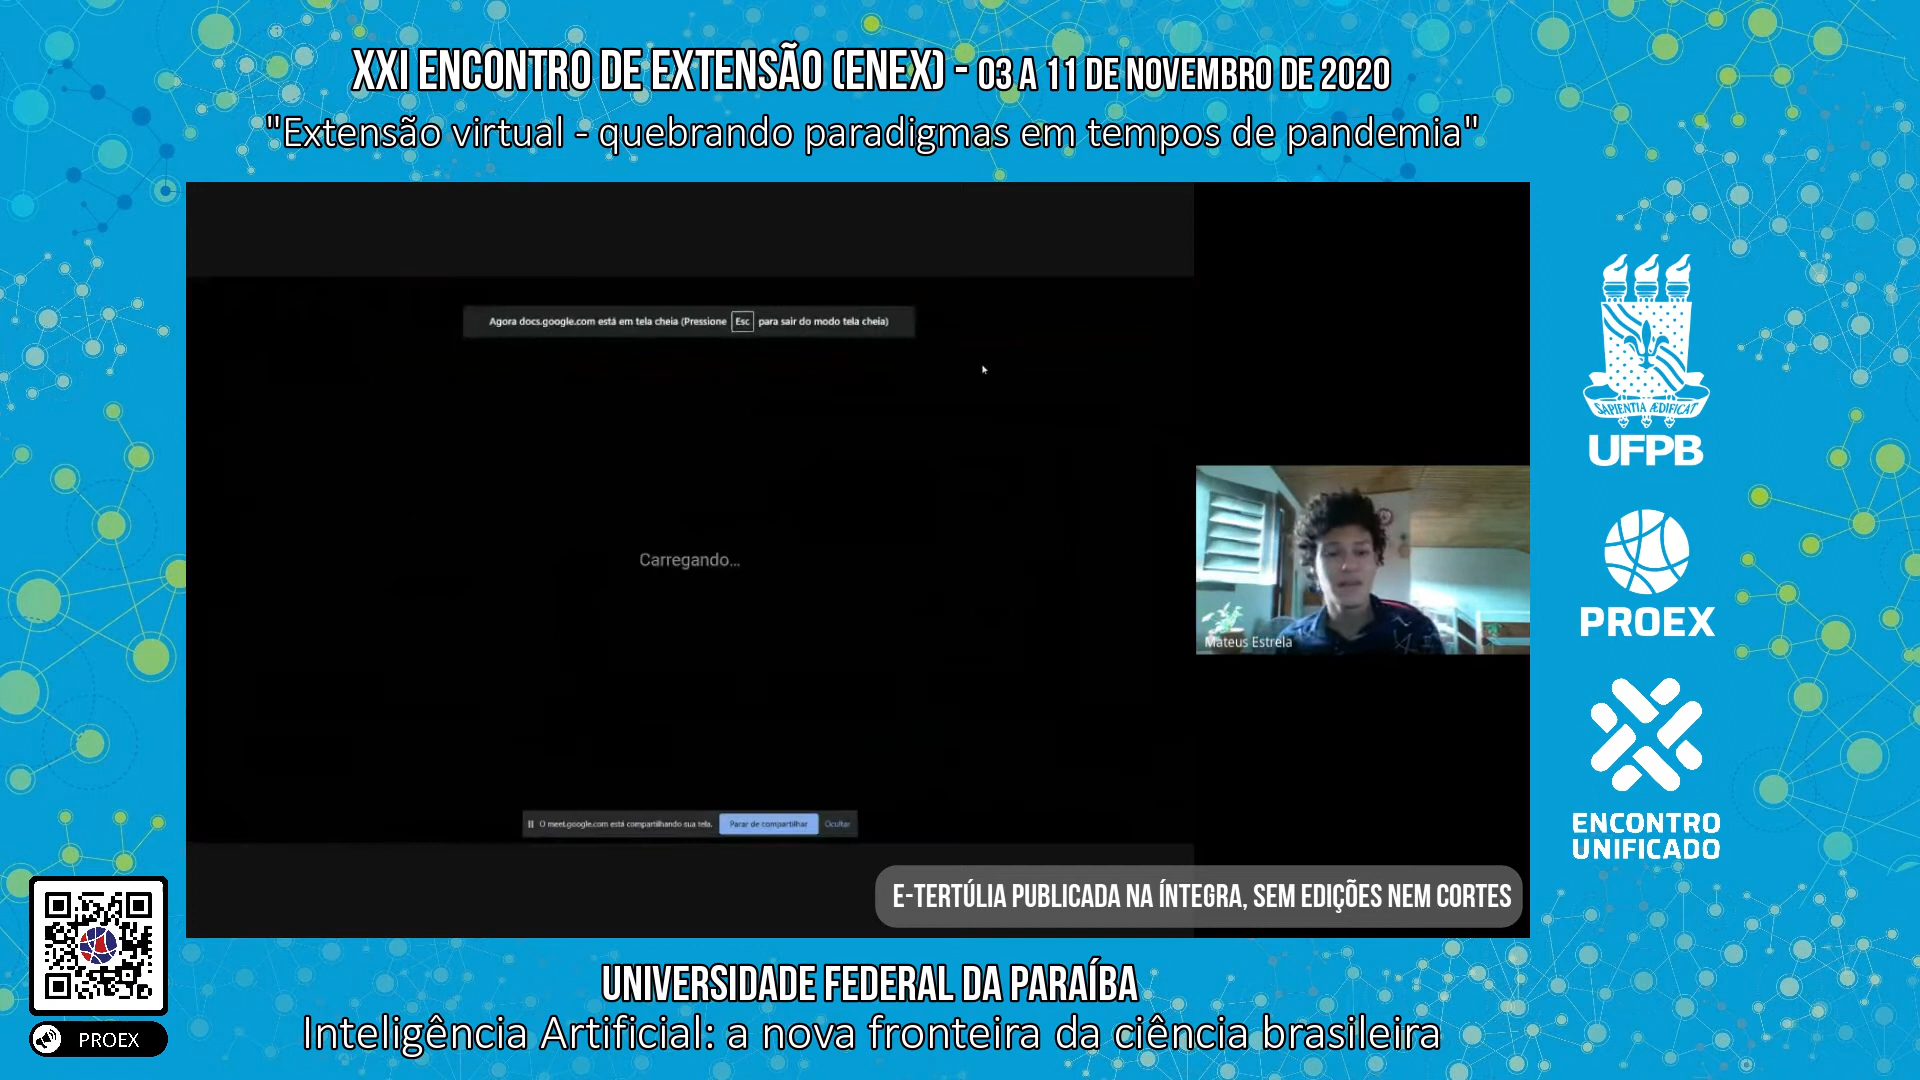 XXI ENCONTRO DE EXTENSÃO (ENEX) - 03 A 11 DE NOVEMBRO DE 2020
"Extensão virtual - quebrando paradigmas em tempos de pandemia"
Agora docs.google.com está em tela cheia (Pressione Esc para sair do modo tela cheia)
Carregando...
Mateus Estrela
O meet.google.com está compartilhando sua tela. Parar de compartilhar Ocultar
E-TERTÚLIA PUBLICADA NA ÍNTEGRA, SEM EDIÇÕES NEM CORTES
SAPIENTIA ÆDIFICAT
UFPB
PROEX
ENCONTRO
UNIFICADO
PROEX
UNIVERSIDADE FEDERAL DA PARAÍBA
Inteligência Artificial: a nova fronteira da ciência brasileira